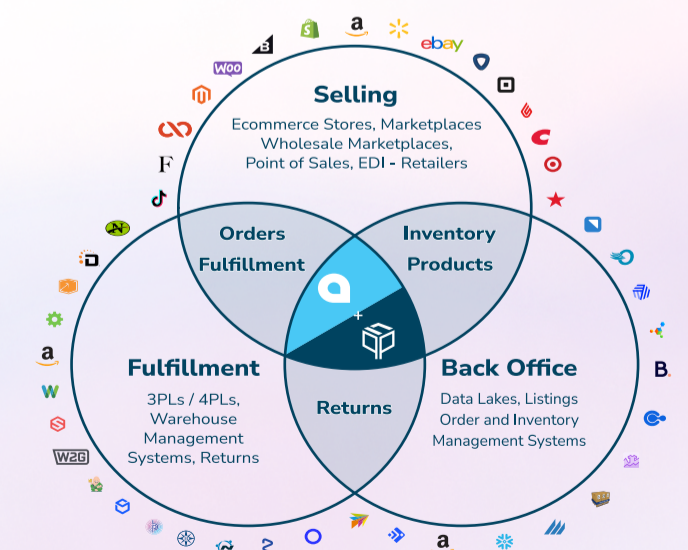 a
ebay
WOO
Selling
Ecommerce Stores, Marketplaces
Wholesale Marketplaces,
Point of Sales, EDI - Retailers
F
Orders
Fulfillment
Inventory
Products
+
a
Fulfillment
3PLs / 4PLs,
Warehouse
Management
Systems, Returns
Back Office
Data Lakes, Listings
Order and Inventory
Management Systems
B.
Returns
W2G
a